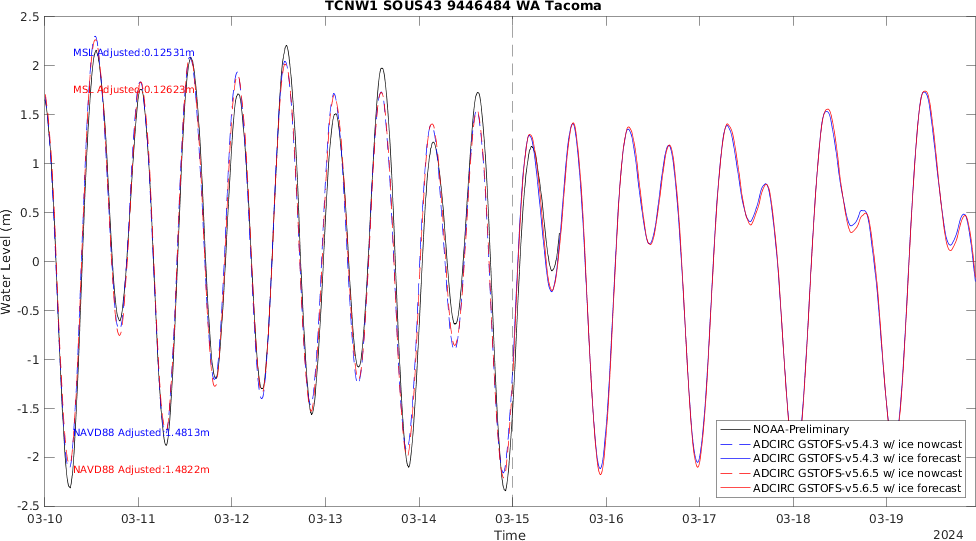 TCNW1 SOUS43 9446484 WA Tacoma
2.5
2
1.5
1
0.5
0
-0.5
-1
-1.5
-2
-2.5
Water Level (m)
MSL Adjusted:0.12531m
MSL Adjusted:0.12623m
NAVD88 Adjusted:1.4813m
NAVD88 Adjusted:1.4822m
NOAA-Preliminary
ADCIRC GSTOFS-v5.4.3 w/ ice nowcast
ADCIRC GSTOFS-v5.4.3 w/ ice forecast
ADCIRC GSTOFS-v5.6.5 w/ ice nowcast
ADCIRC GSTOFS-v5.6.5 w/ ice forecast
03-10 03-11 03-12 03-13 03-14 03-15 03-16 03-17 03-18 03-19
Time
2024